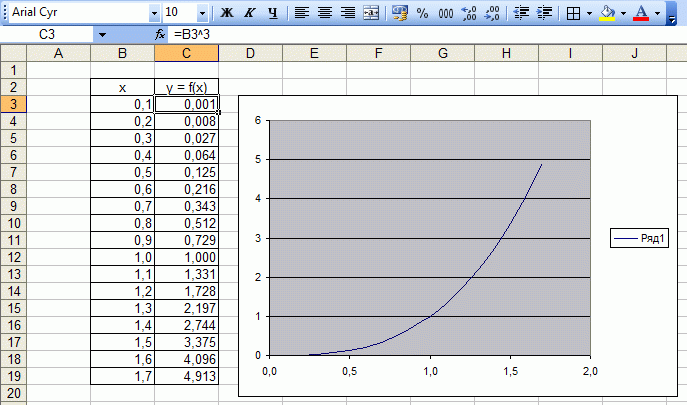 Arial Cyr 10 Ж К Ч % 000
C3 fx =B3^3
A B C D E F G H I J
1
2 x y = f(x)
3 0,1 0,001
4 0,2 0,008
5 0,3 0,027
6 0,4 0,064
7 0,5 0,125
8 0,6 0,216
9 0,7 0,343
10 0,8 0,512
11 0,9 0,729
12 1,0 1,000
13 1,1 1,331
14 1,2 1,728
15 1,3 2,197
16 1,4 2,744
17 1,5 3,375
18 1,6 4,096
19 1,7 4,913
20
6
5
4
3
2
1
0
0,0 0,5 1,0 1,5 2,0
Ряд1